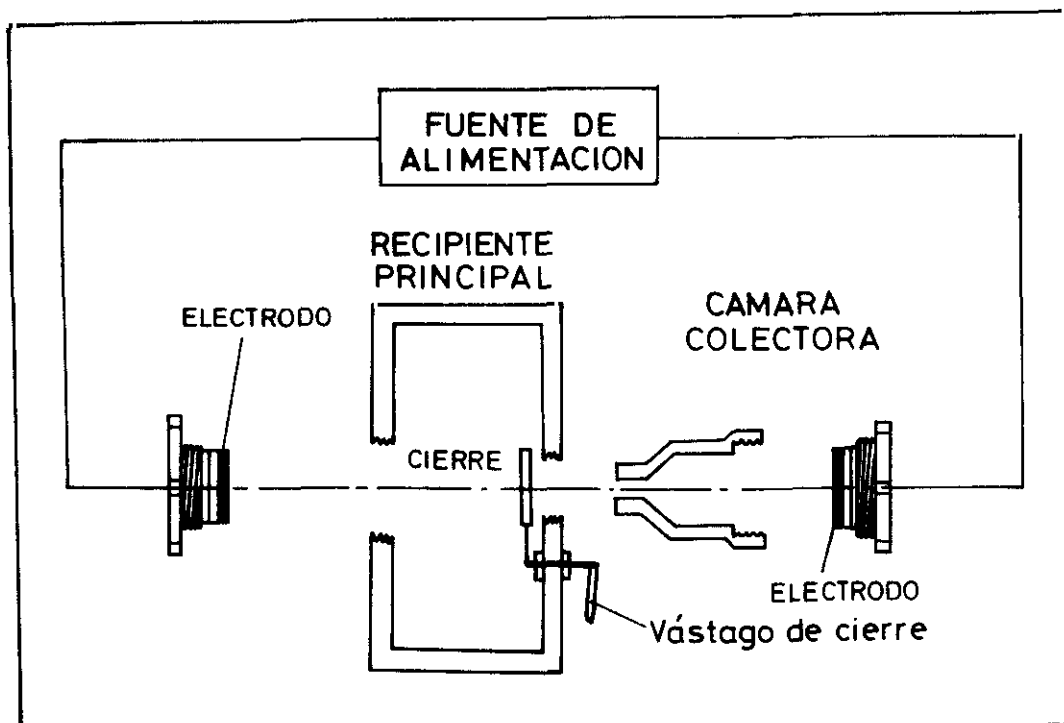 FUENTE DE
ALIMENTACION
RECIPIENTE
PRINCIPAL
ELECTRODO
CAMARA
COLECTORA
CIERRE
ELECTRODO
Vástago de cierre